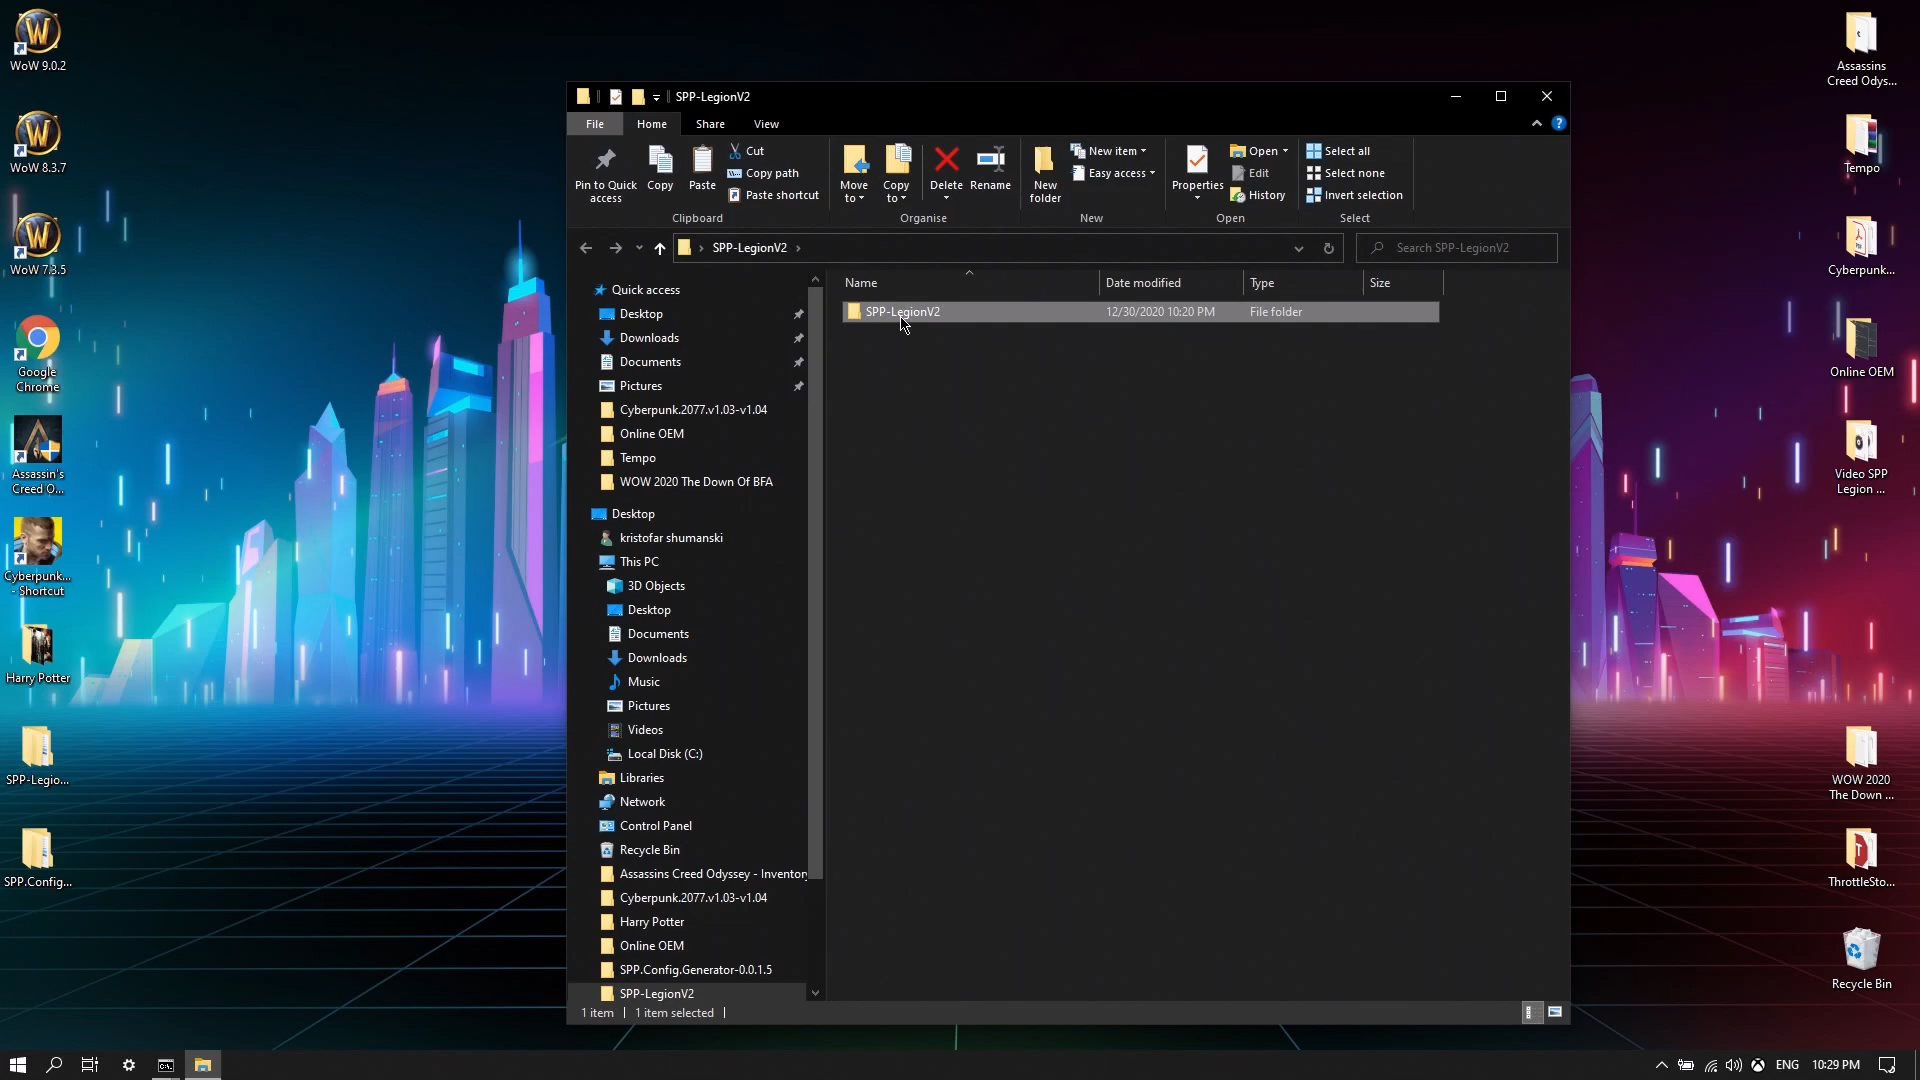 WoW 9.0.2
WoW 8.3.7
WoW 7.3.5
Google
Chrome
Assassin's
Creed O...
Cyberpunk...
- Shortcut
Harry Potter
SPP-Legio...
SPP.Config...
SPP-LegionV2
File
Home
Share
View
Pin to Quick
access
Copy
Paste
Cut
Copy path
Paste shortcut
Clipboard
Move
to
Copy
to
Delete
Rename
Organise
New
folder
New item
Easy access
New
Properties
Open
Edit
History
Open
Select all
Select none
Invert selection
Select
SPP-LegionV2
Search SPP-LegionV2
Quick access
Desktop
Downloads
Documents
Pictures
Cyberpunk.2077.v1.03-v1.04
Online OEM
Tempo
WOW 2020 The Down Of BFA
Desktop
kristofar shumanski
This PC
3D Objects
Desktop
Documents
Downloads
Music
Pictures
Videos
Local Disk (C:)
Libraries
Network
Control Panel
Recycle Bin
Assassins Creed Odyssey - Inventory
Cyberpunk.2077.v1.03-v1.04
Harry Potter
Online OEM
SPP.Config.Generator-0.0.1.5
SPP-LegionV2
Name
Date modified
Type
Size
SPP-LegionV2
12/30/2020 10:20 PM
File folder
1 item
1 item selected
Assassins
Creed Odys...
Tempo
Cyberpunk...
Online OEM
Video SPP
Legion ...
WOW 2020
The Down ...
ThrottleSto...
Recycle Bin
ENG
10:29 PM